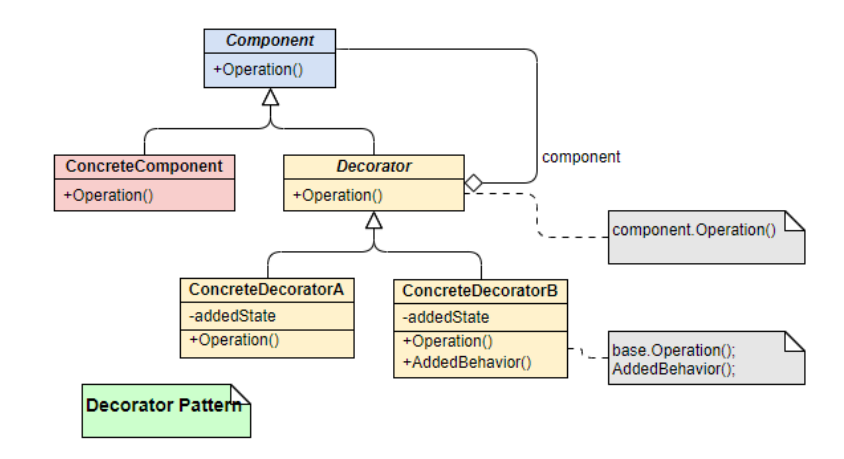 Component
+Operation()
component
ConcreteComponent
+Operation()
Decorator
+Operation()
component.Operation()
ConcreteDecoratorA
-addedState
+Operation()
ConcreteDecoratorB
-addedState
+Operation()
+AddedBehavior()
base.Operation();
AddedBehavior();
Decorator Pattern